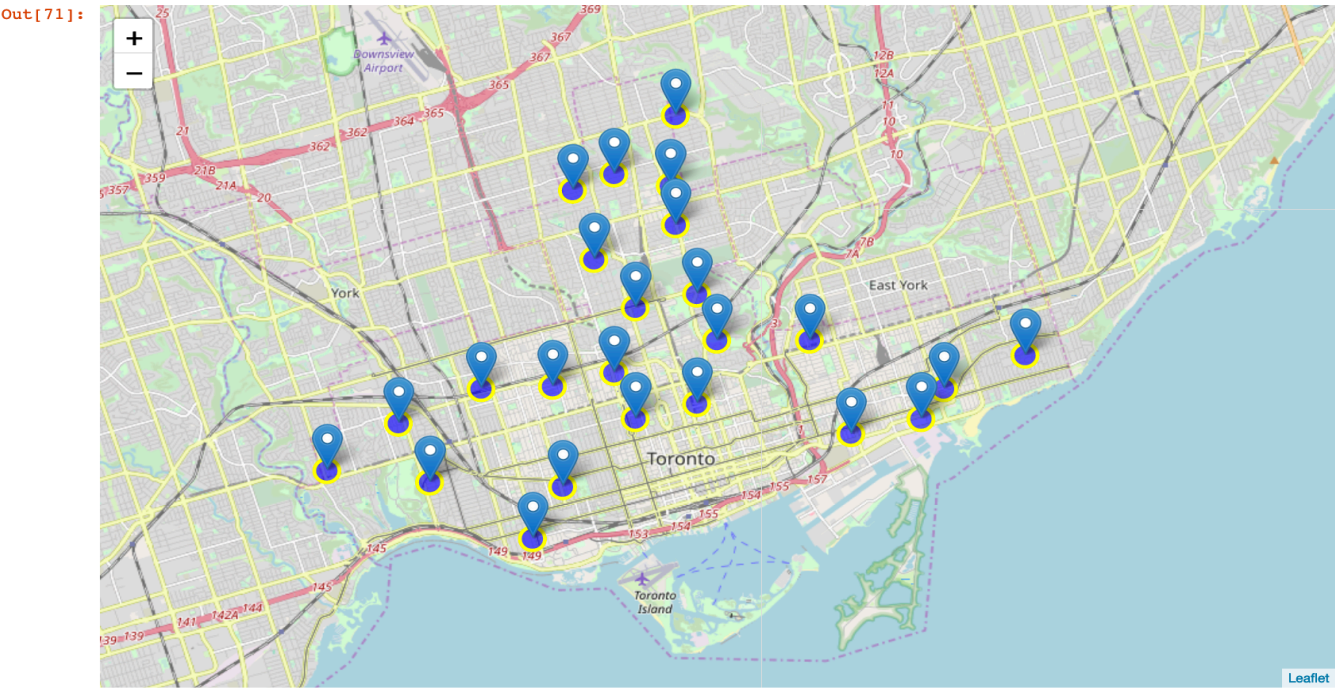 Out[71]:
+
−
25
369
367
367
365
365
364
362
362
359
357
21
21B
21A
20
Downsview
Airport
12B
12A
11
10
10
7B
7A
3
1
York
East York
Toronto
157
155
154
155
154
153
149
149
145
145
144
142A
141
139
139
Toronto
Island
Leaflet